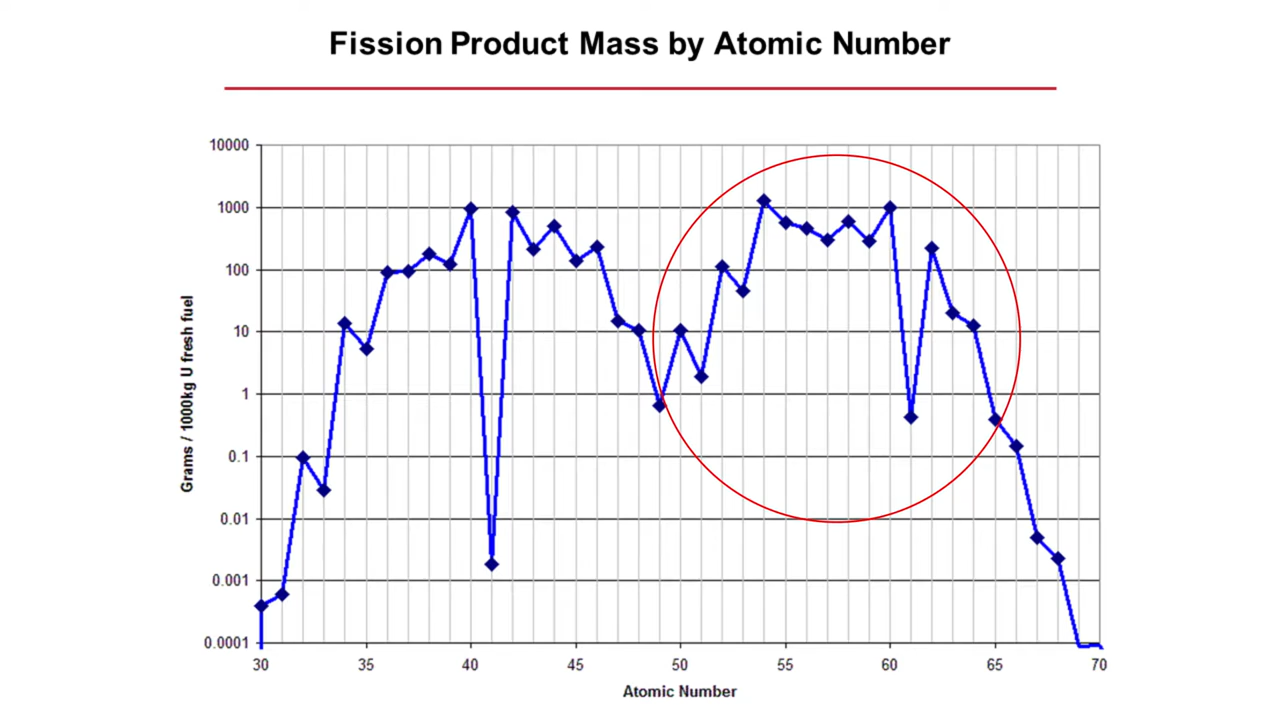 Fission Product Mass by Atomic Number
10000
1000
100
10
1
0.1
0.01
0.001
0.0001
Grams / 1000kg U fresh fuel
30 35 40 45 50 55 60 65 70
Atomic Number